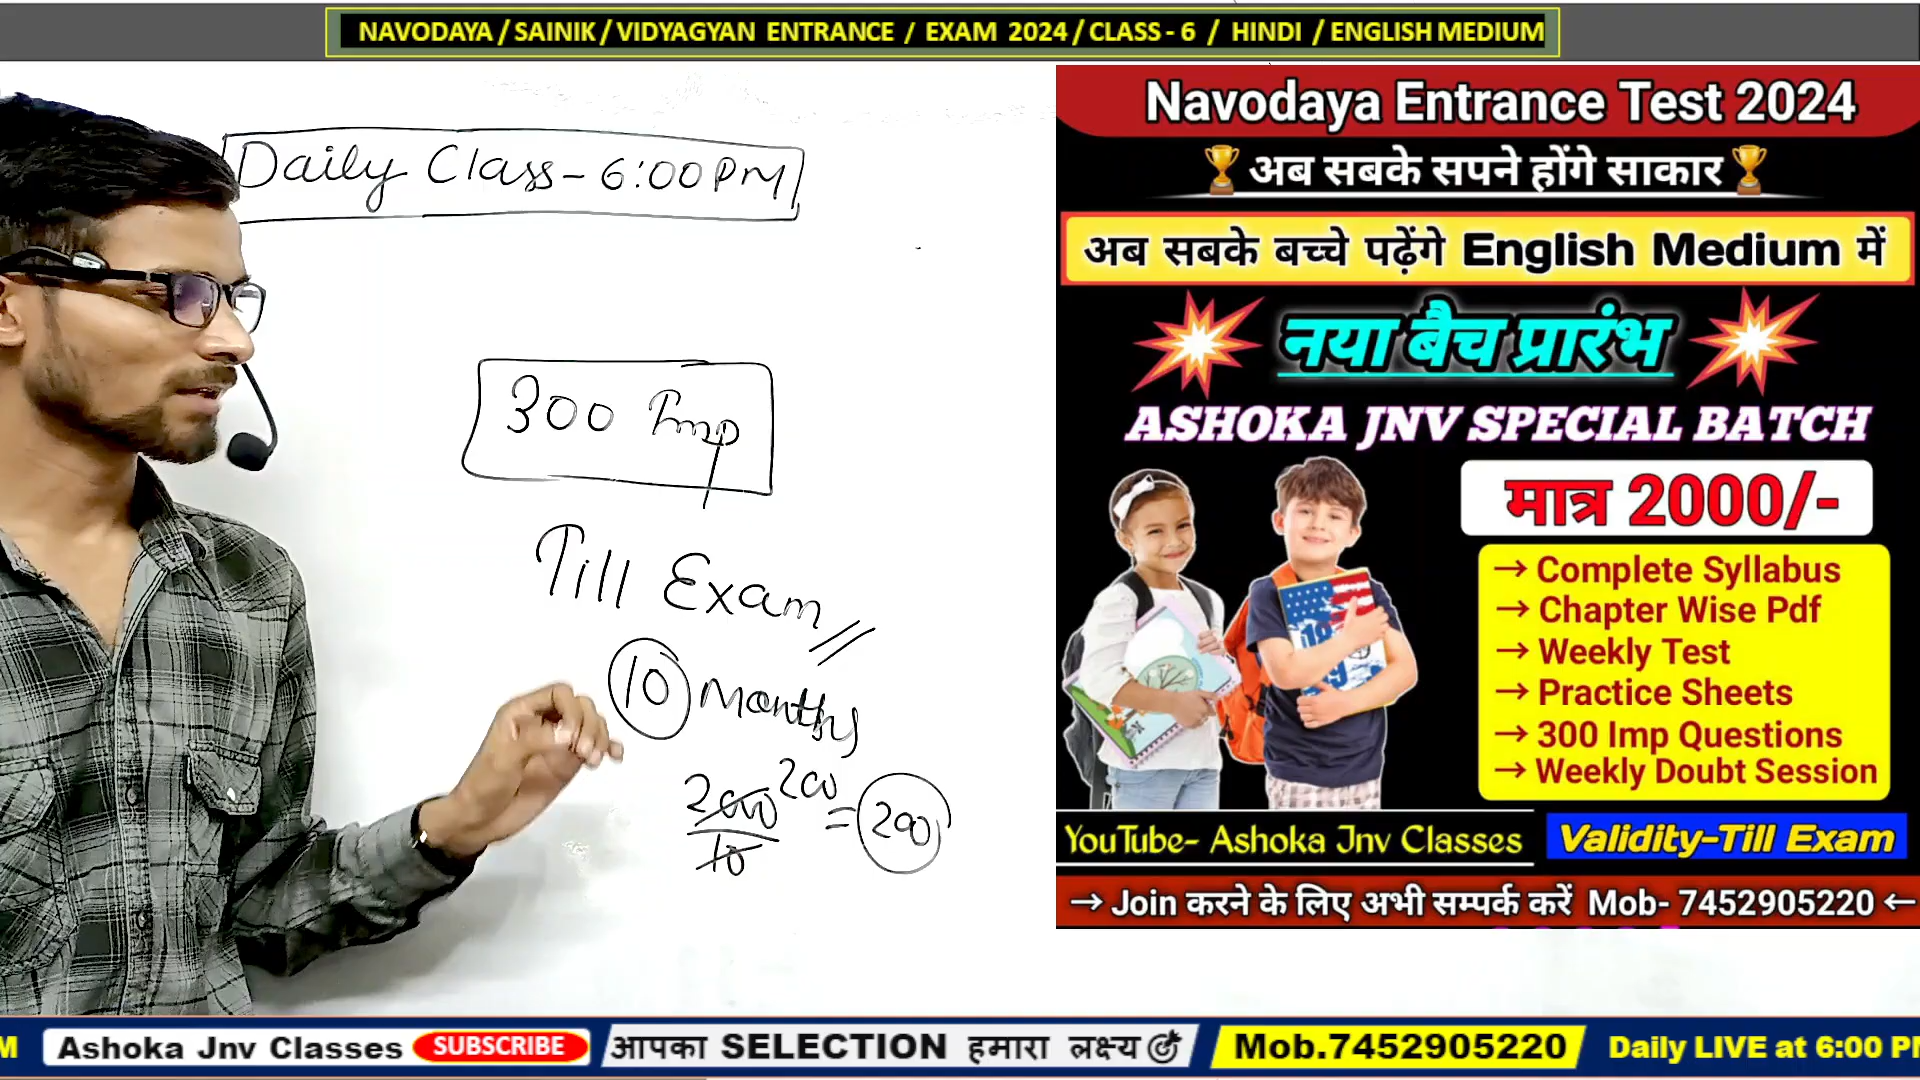 NAVODAYA / SAINIK / VIDYAGYAN ENTRANCE / EXAM 2024 / CLASS - 6 / HINDI / ENGLISH MEDIUM
Daily Class - 6:00 PM
300 Imp
Till Exam //
10 Months
2000 200 = 200
10
Navodaya Entrance Test 2024
🏆अब सबके सपने होंगे साकार🏆
अब सबके बच्चे पढ़ेंगे English Medium में
नया बैच प्रारंभ
ASHOKA JNV SPECIAL BATCH
मात्र 2000/-
→ Complete Syllabus
→ Chapter Wise Pdf
→ Weekly Test
→ Practice Sheets
→ 300 Imp Questions
→ Weekly Doubt Session
YouTube- Ashoka Jnv Classes
Validity-Till Exam
→ Join करने के लिए अभी सम्पर्क करें Mob- 7452905220 ←
M Ashoka Jnv Classes SUBSCRIBE आपका SELECTION हमारा लक्ष्य Mob.7452905220 Daily LIVE at 6:00 P